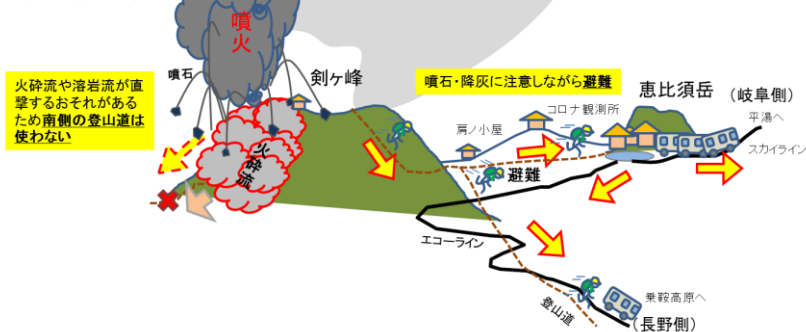 噴火
噴石
剣ヶ峰
火砕流や溶岩流が直
撃するおそれがある
ため南側の登山道は
使わない
火砕流
噴石・降灰に注意しながら避難
恵比須岳
(岐阜側)
平湯へ
スカイライン
コロナ観測所
肩ノ小屋
避難
エコーライン
登山道
乗鞍高原へ
(長野側)